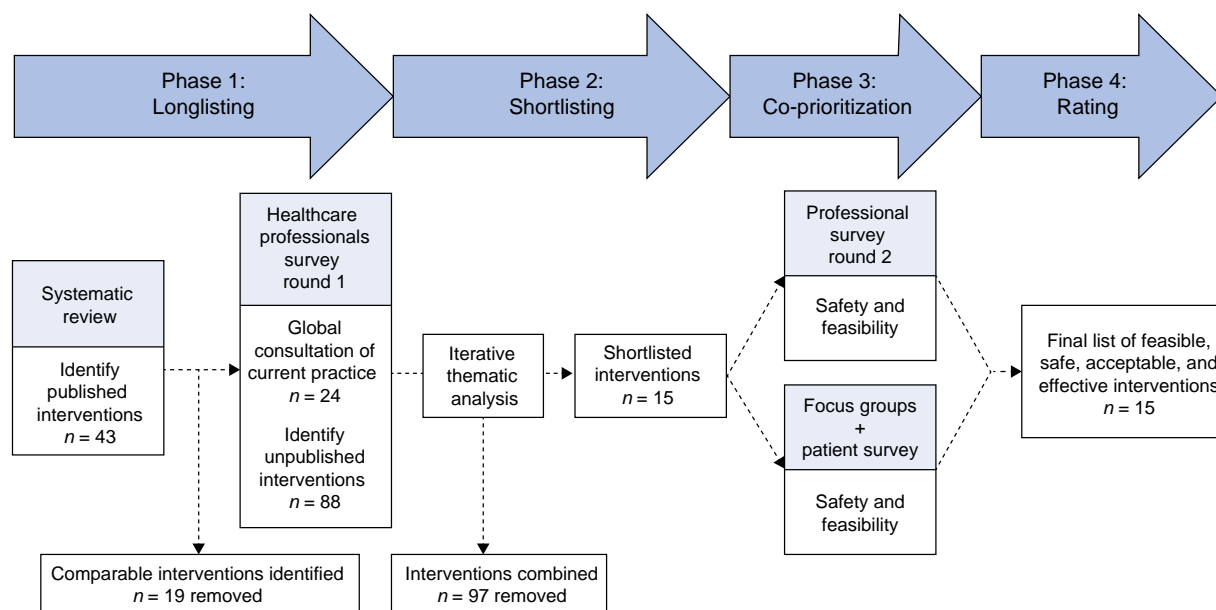 Phase 1:
Longlisting
Phase 2:
Shortlisting
Phase 3:
Co-prioritization
Phase 4:
Rating
Systematic
review
Identify
published
interventions
n = 43
Healthcare
professionals
survey
round 1
Global
consultation of
current practice
n = 24
Identify
unpublished
interventions
n = 88
Comparable interventions identified
n = 19 removed
Iterative
thematic
analysis
Interventions combined
n = 97 removed
Shortlisted
interventions
n = 15
Professional
survey
round 2
Safety and
feasibility
Focus groups
+
patient survey
Safety and
feasibility
Final list of feasible,
safe, acceptable, and
effective interventions
n = 15